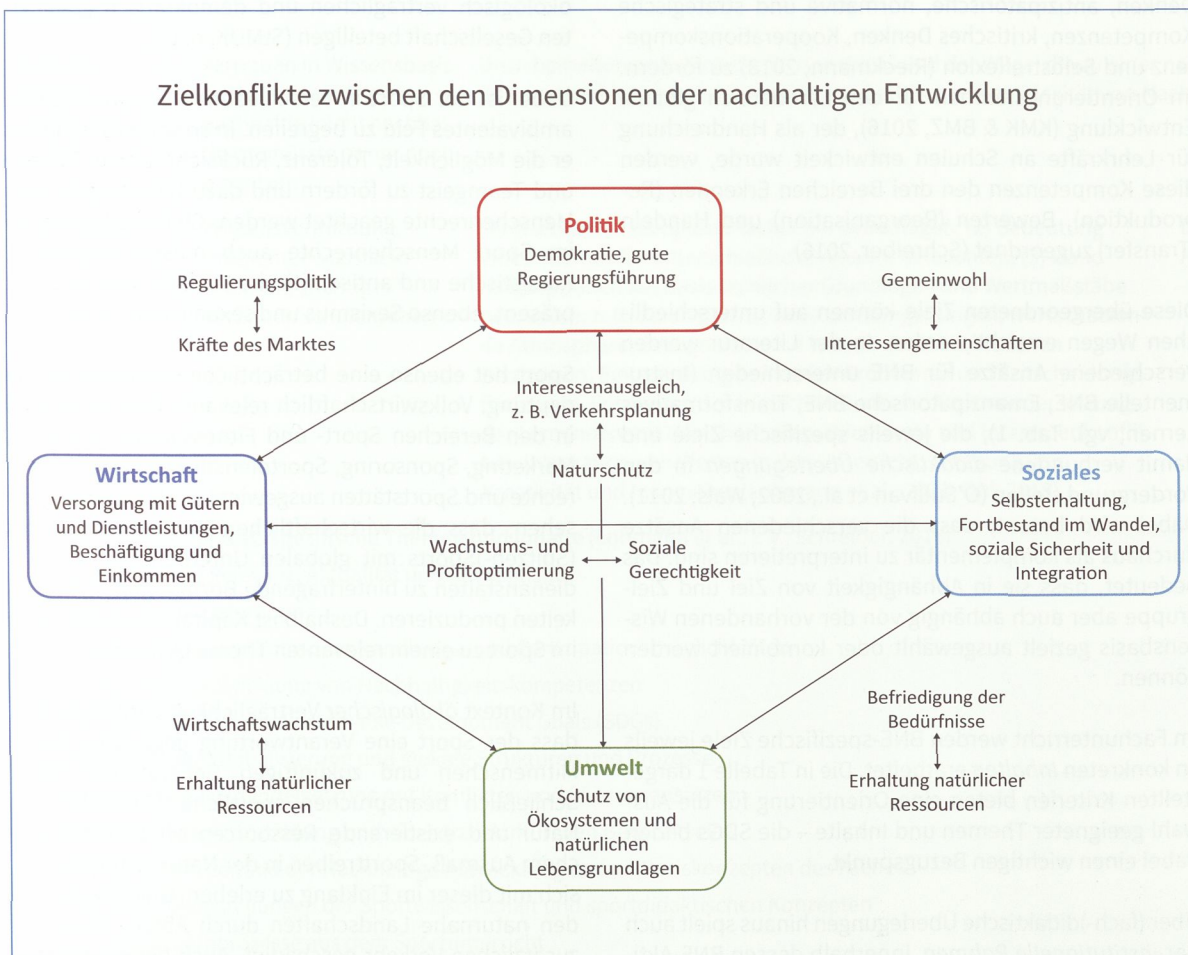 Zielkonflikte zwischen den Dimensionen der nachhaltigen Entwicklung
Politik
Demokratie, gute
Regierungsführung
Regulierungspolitik
Kräfte des Marktes
Gemeinwohl
Interessengemeinschaften
Interessenausgleich,
z. B. Verkehrsplanung
Naturschutz
Wirtschaft
Versorgung mit Gütern
und Dienstleistungen,
Beschäftigung und
Einkommen
Wachstums- und
Profitoptimierung
Soziale
Gerechtigkeit
Soziales
Selbsterhaltung,
Fortbestand im Wandel,
soziale Sicherheit und
Integration
Wirtschaftswachstum
Erhaltung natürlicher
Ressourcen
Befriedigung der
Bedürfnisse
Erhaltung natürlicher
Ressourcen
Umwelt
Schutz von
Ökosystemen und
natürlichen
Lebensgrundlagen